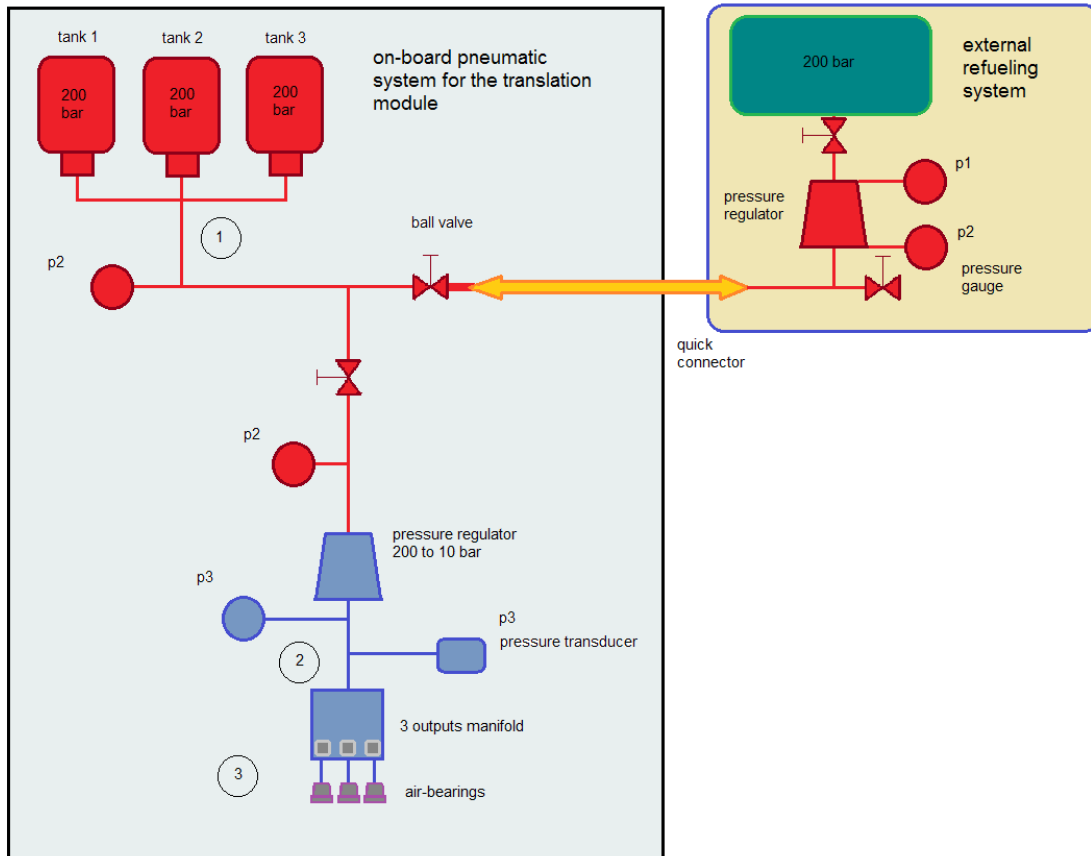 tank 1
tank 2
tank 3
on-board pneumatic
system for the translation
module
200
bar
200
bar
200
bar
1
ball valve
p2
p2
pressure regulator
200 to 10 bar
p3
p3
pressure transducer
2
3 outputs manifold
3
air-bearings
quick
connector
external
refueling
system
200 bar
p1
pressure
regulator
p2
pressure
gauge